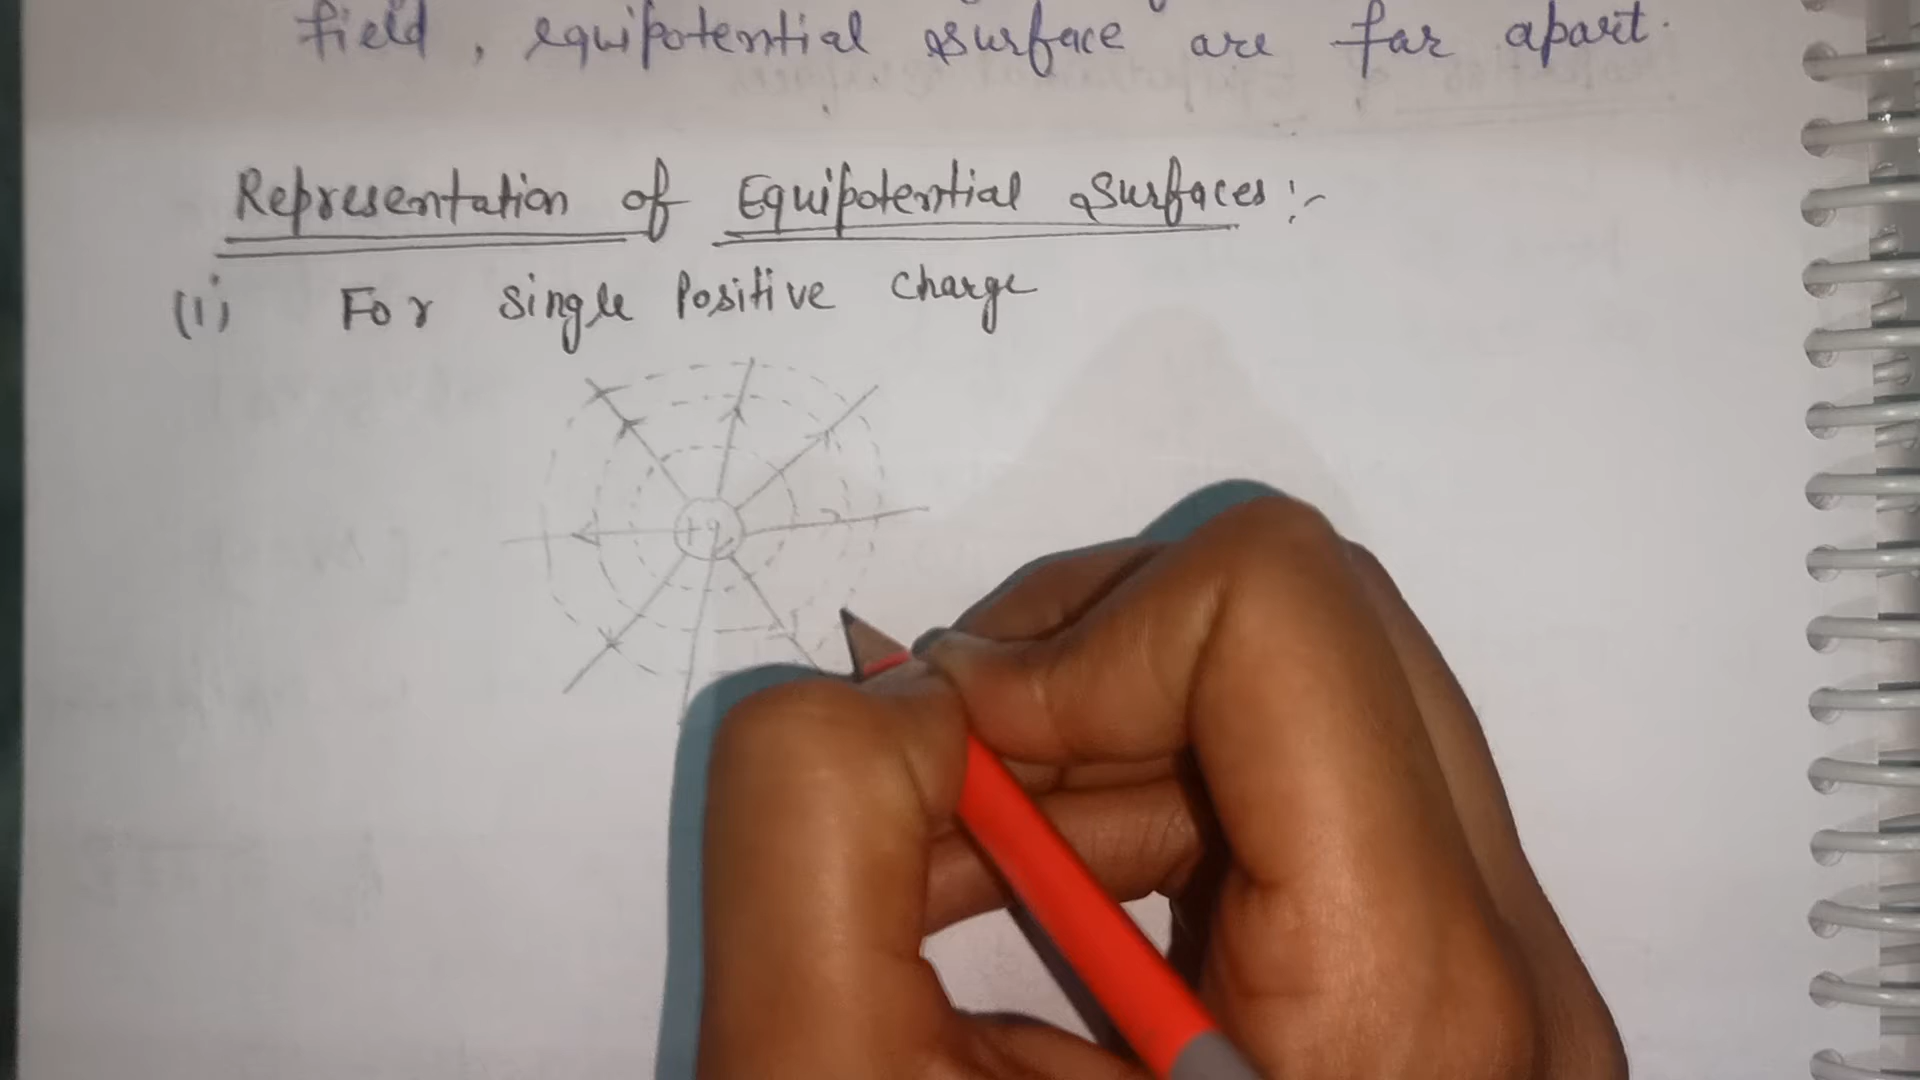 field, equipotential surface are far apart.
Representation of Equipotential Surfaces :-
(i) For single Positive Charge
+q